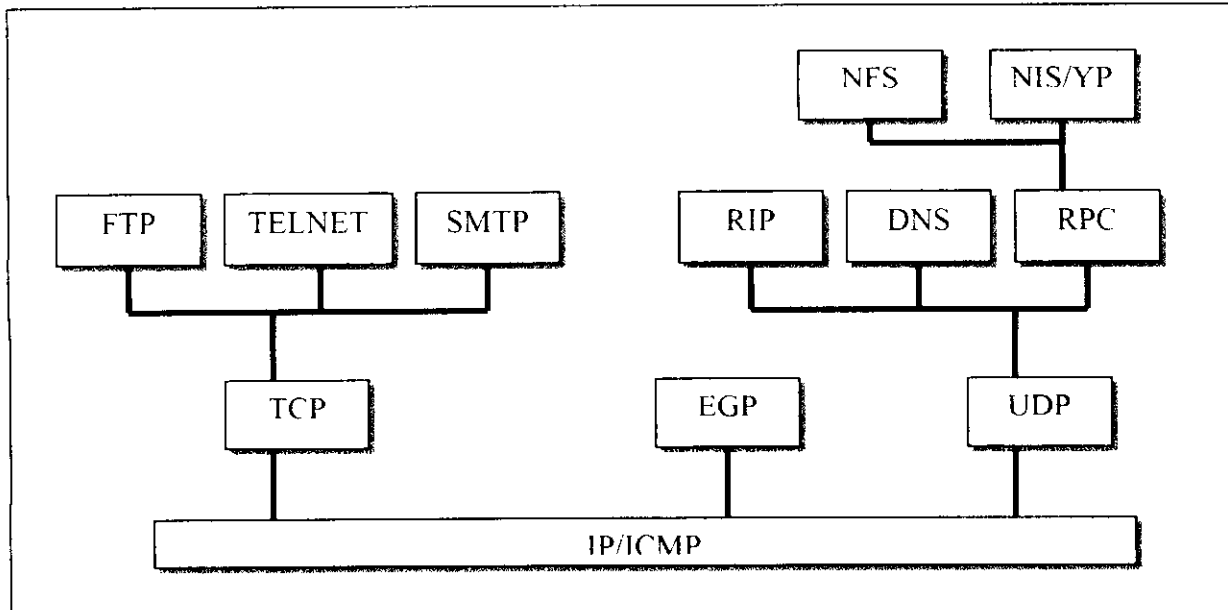 NFS NIS/YP
FTP TELNET SMTP RIP DNS RPC
TCP EGP UDP
IP/ICMP